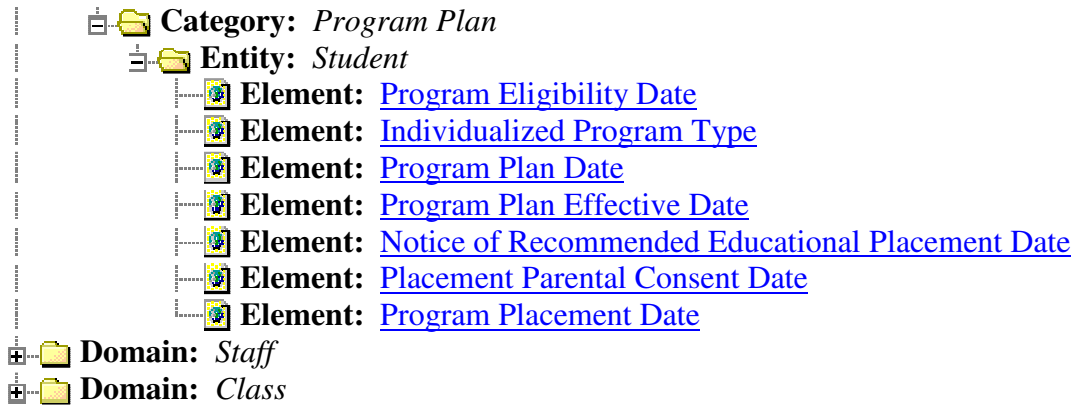 Category: Program Plan
Entity: Student
Element: Program Eligibility Date
Element: Individualized Program Type
Element: Program Plan Date
Element: Program Plan Effective Date
Element: Notice of Recommended Educational Placement Date
Element: Placement Parental Consent Date
Element: Program Placement Date
Domain: Staff
Domain: Class